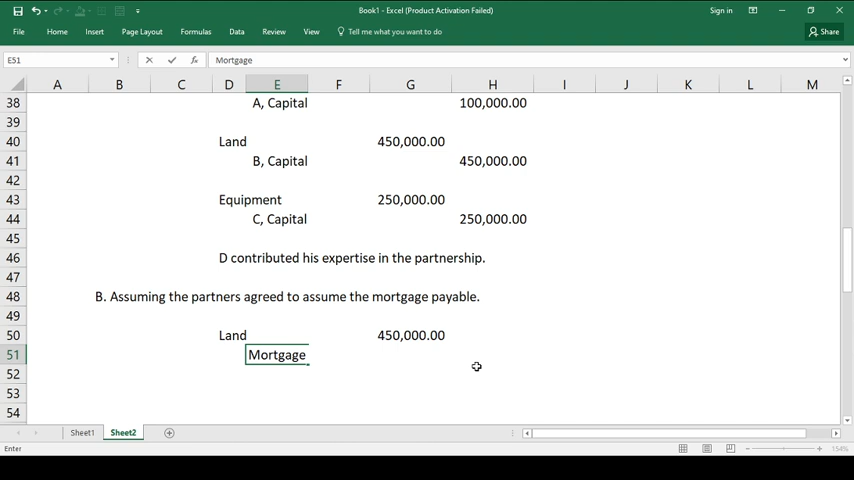 Book1 - Excel (Product Activation Failed)
Sign in
File Home Insert Page Layout Formulas Data Review View Tell me what you want to do Share
E51 fx Mortgage
A B C D E F G H I J K L M
38 A, Capital 100,000.00
39
40 Land 450,000.00
41 B, Capital 450,000.00
42
43 Equipment 250,000.00
44 C, Capital 250,000.00
45
46 D contributed his expertise in the partnership.
47
48 B. Assuming the partners agreed to assume the mortgage payable.
49
50 Land 450,000.00
51 Mortgage
52
53
54
Sheet1 Sheet2
Enter 154%